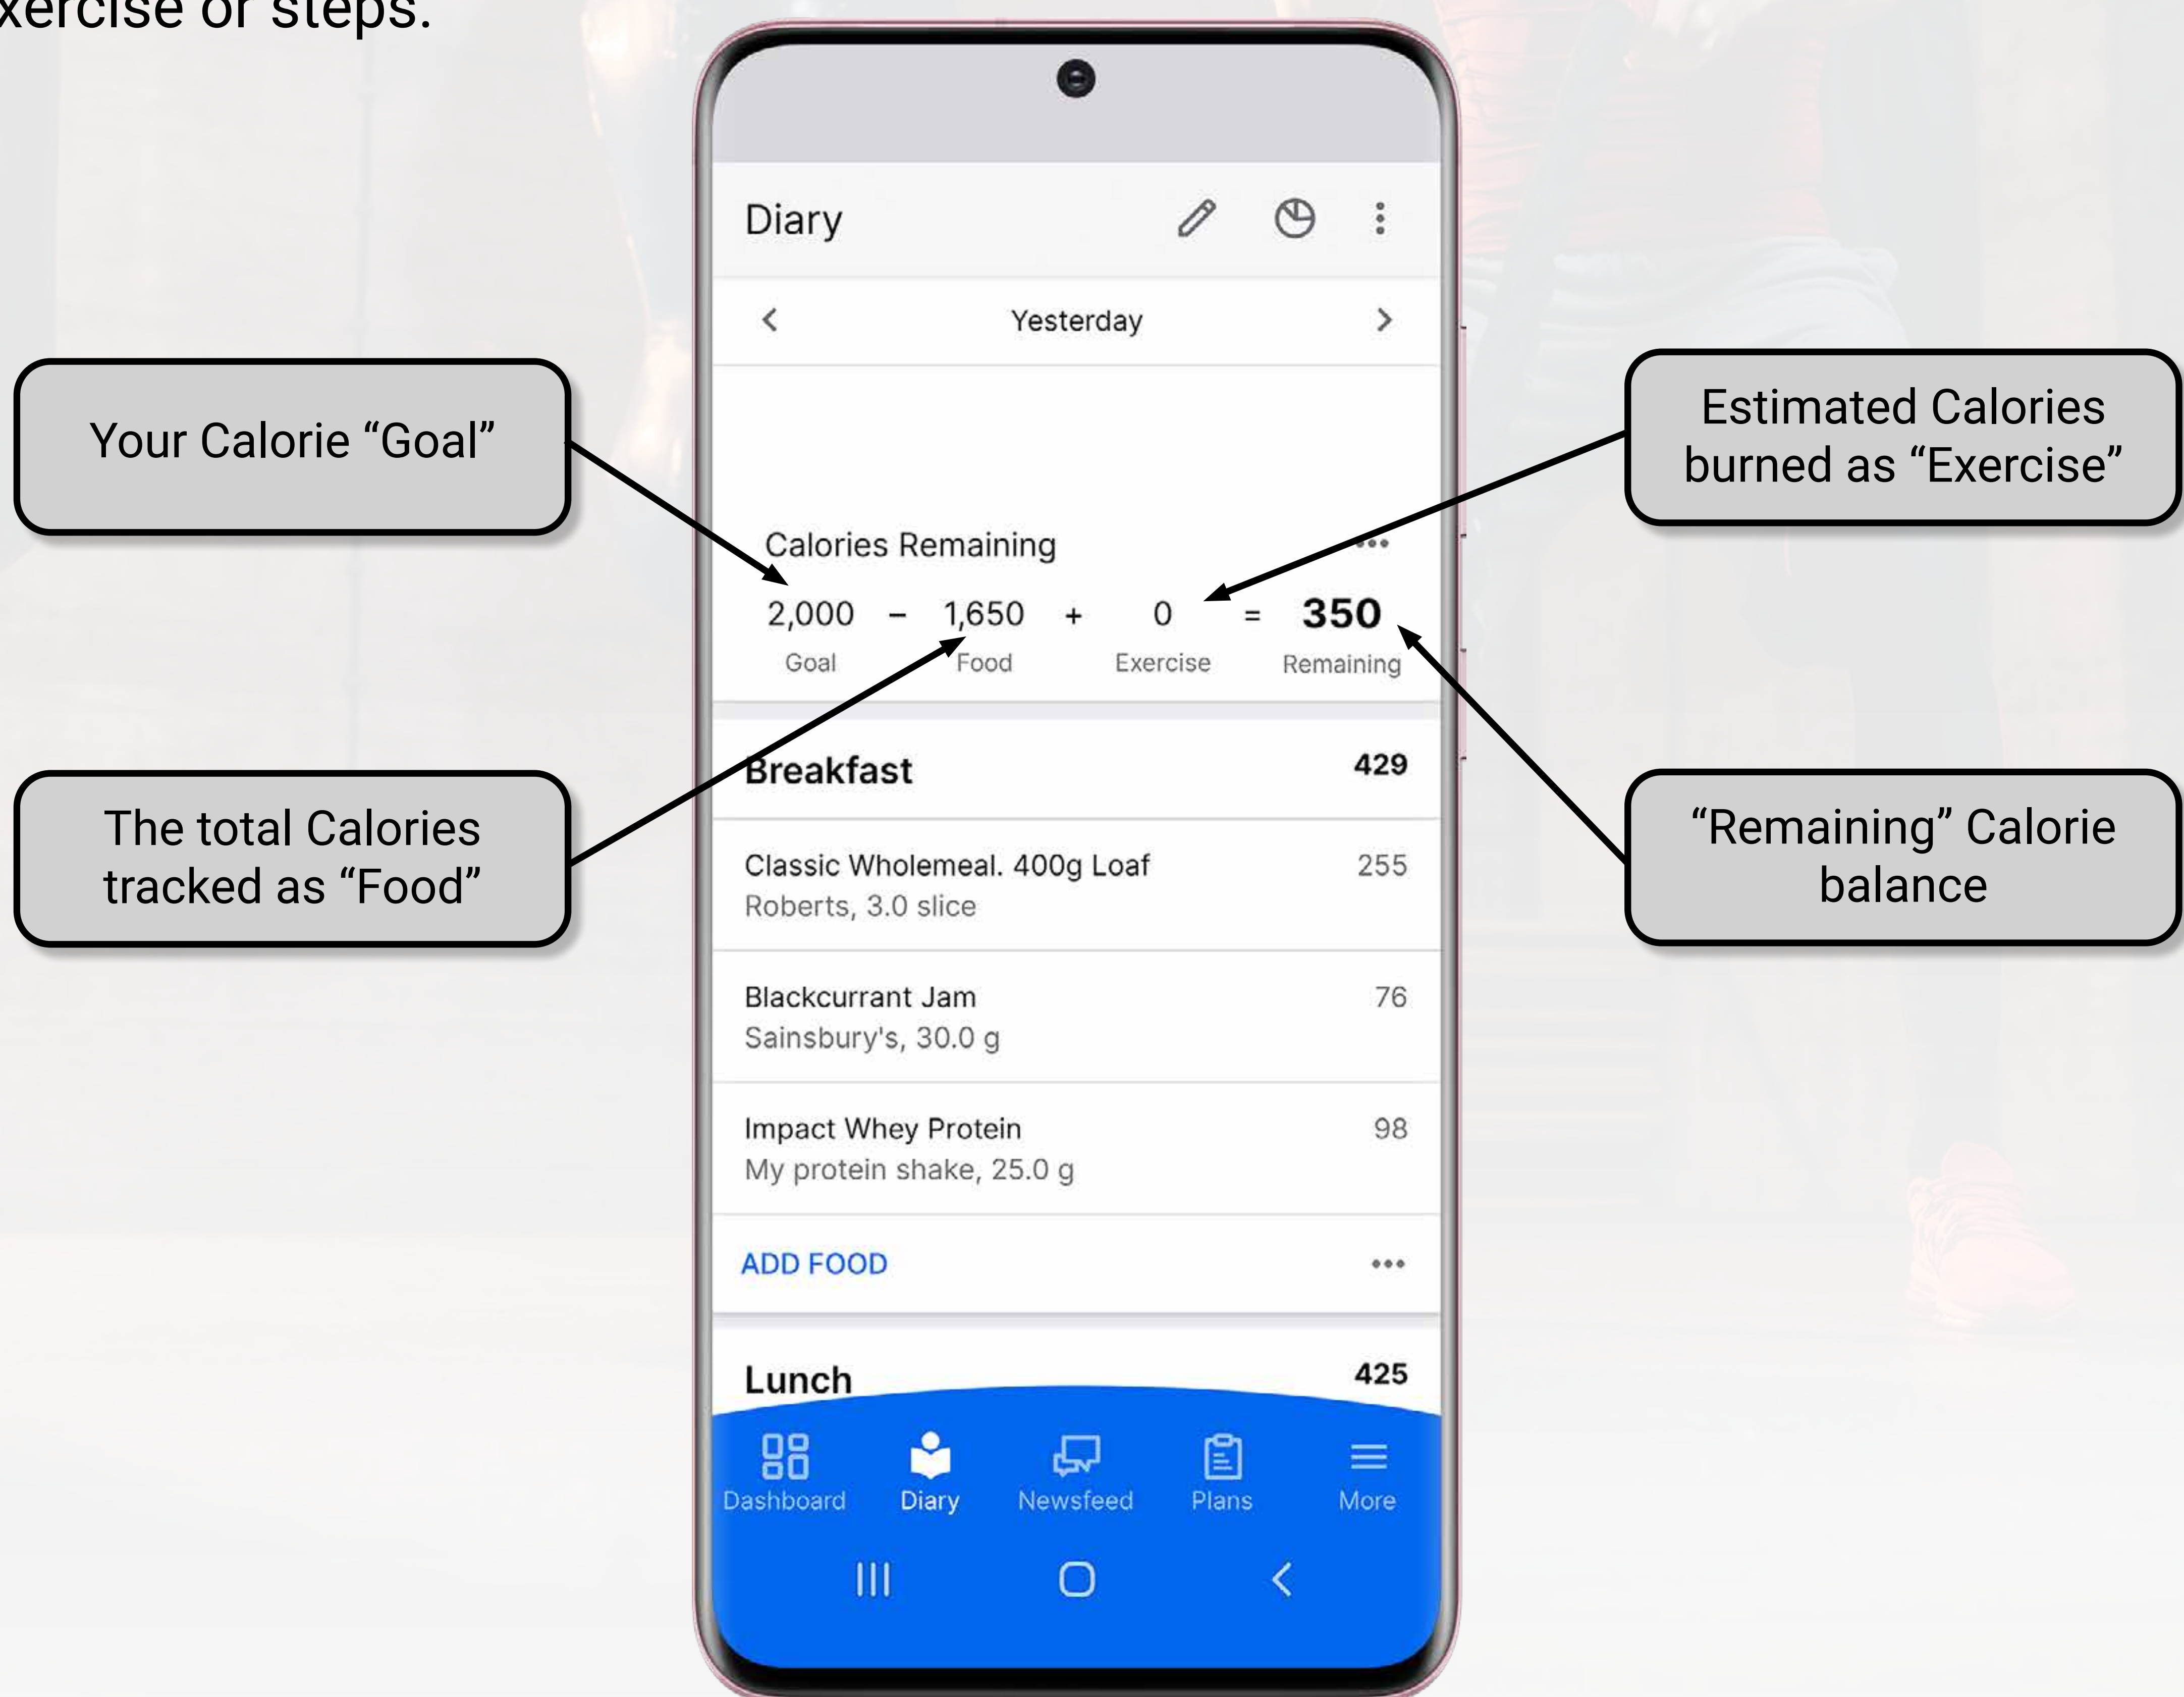 xercise or steps.
Diary
Yesterday
Your Calorie “Goal”
Estimated Calories
burned as “Exercise”
Calories Remaining
2,000 – 1,650 + 0 = 350
Goal Food Exercise Remaining
The total Calories
tracked as “Food”
“Remaining” Calorie
balance
Breakfast 429
Classic Wholemeal. 400g Loaf 255
Roberts, 3.0 slice
Blackcurrant Jam 76
Sainsbury's, 30.0 g
Impact Whey Protein 98
My protein shake, 25.0 g
ADD FOOD
Lunch 425
Dashboard Diary Newsfeed Plans More